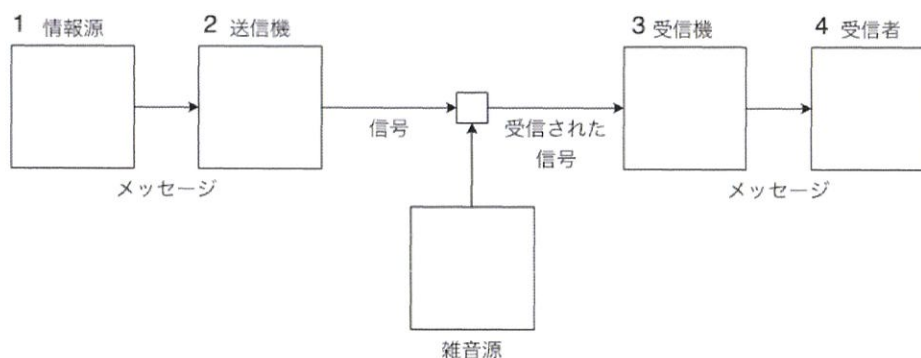 1 情報源
2 送信機
3 受信機
4 受信者
信号
受信された
信号
メッセージ
メッセージ
雑音源